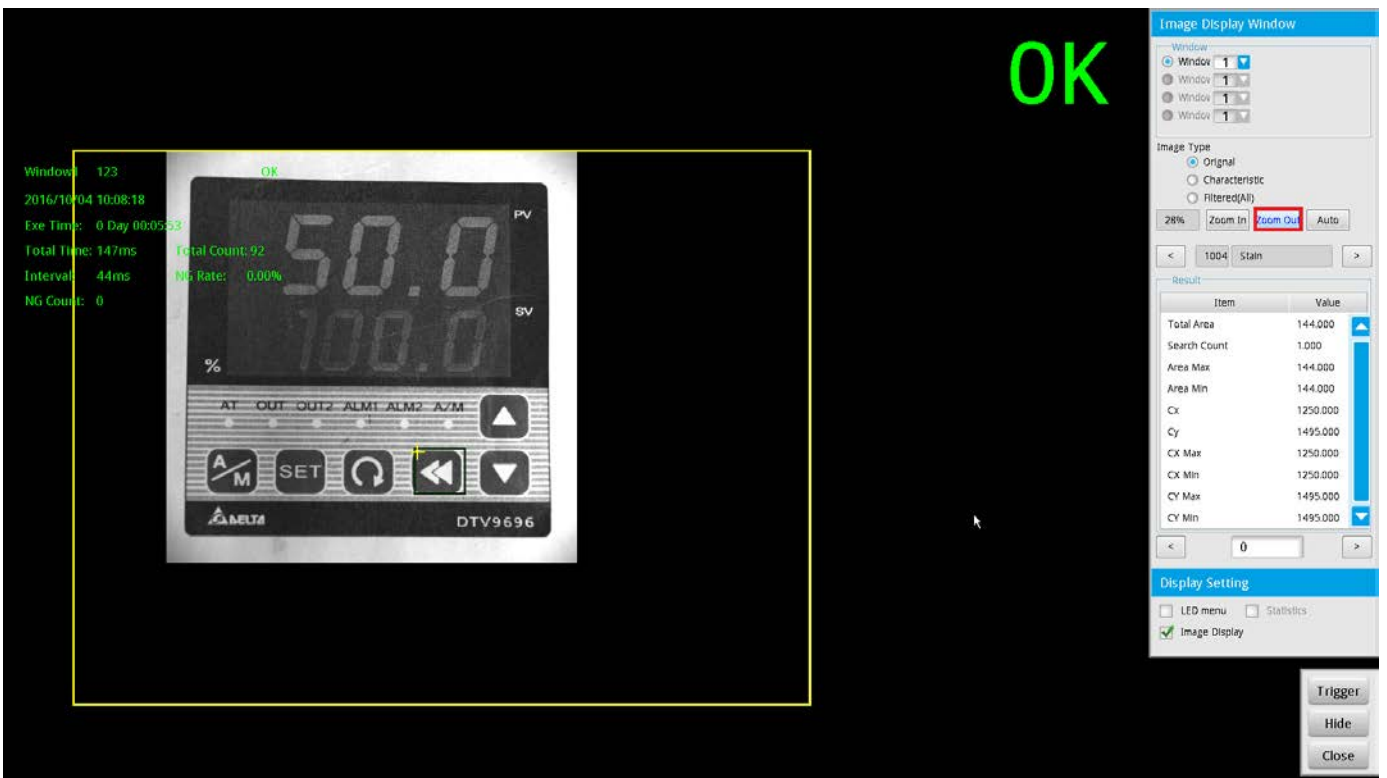 OK
Window1 123 OK
2016/10/04 10:08:18
Exe Time: 0 Day 00:05:53
Total Time: 147ms Total Count: 92
Interval 44ms NG Rate: 0.00%
NG Count: 0
50.0
PV
100.0
SV
%
AT OUT OUT2 ALM1 ALM2 A/M
A/M SET
DELTA DTV9696
Image Display Window
Window
Window 1
Window 1
Window 1
Window 1
Image Type
Orignal
Characteristic
Filtered(All)
28% Zoom In Zoom Out Auto
< 1004 Stain >
Result
Item Value
Total Area 144.000
Search Count 1.000
Area Max 144.000
Area Min 144.000
Cx 1250.000
Cy 1495.000
CX Max 1250.000
CX Min 1250.000
CY Max 1495.000
CY Min 1495.000
< 0 >
Display Setting
LED menu Statistics
Image Display
Trigger
Hide
Close